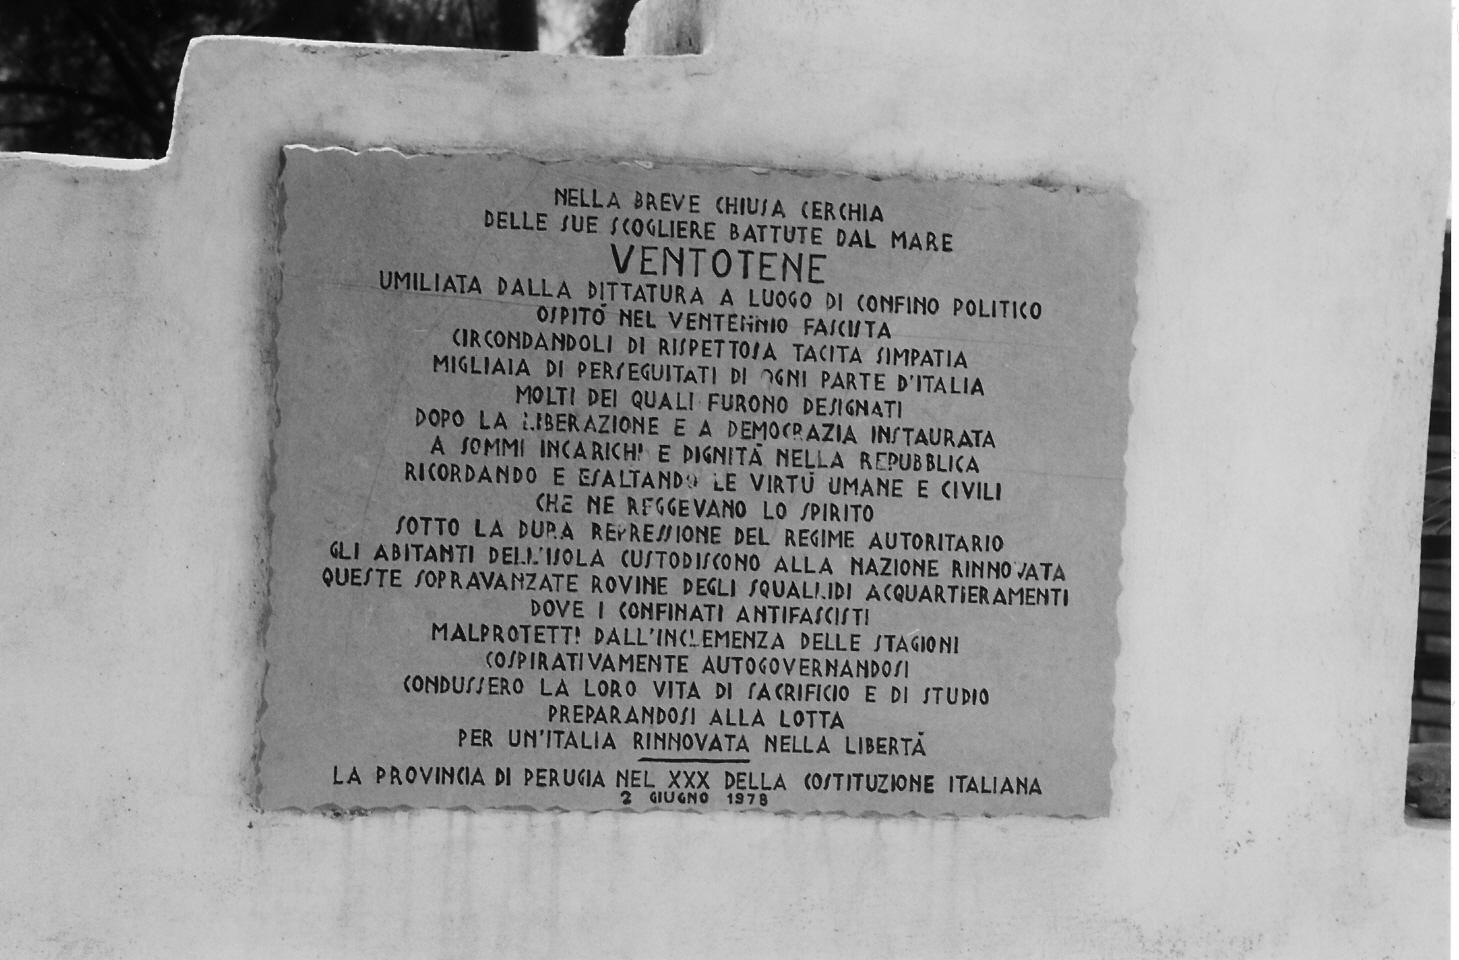 NELLA BREVE CHIUSA CERCHIA
DELLE SUE SCOGLIERE BATTUTE DAL MARE
VENTOTENE
UMILIATA DALLA DITTATURA A LUOGO DI CONFINO POLITICO
OSPITÒ NEL VENTENNIO FASCISTA
CIRCONDANDOLI DI RISPETTOSA TACITA SIMPATIA
MIGLIAIA DI PERSEGUITATI DI OGNI PARTE D'ITALIA
MOLTI DEI QUALI FURONO DESIGNATI
DOPO LA LIBERAZIONE E A DEMOCRAZIA INSTAURATA
A SOMMI INCARICHI E DIGNITÀ NELLA REPUBBLICA
RICORDANDO E ESALTANDO LE VIRTÙ UMANE E CIVILI
CHE NE REGGEVANO LO SPIRITO
SOTTO LA DURA REPRESSIONE DEL REGIME AUTORITARIO
GLI ABITANTI DELL'ISOLA CUSTODISCONO ALLA NAZIONE RINNOVATA
QUESTE SOPRAVANZATE ROVINE DEGLI SQUALLIDI ACQUARTIERAMENTI
DOVE I CONFINATI ANTIFASCISTI
MALPROTETTI DALL'INCLEMENZA DELLE STAGIONI
COSPIRATIVAMENTE AUTOGOVERNANDOSI
CONDUSSERO LA LORO VITA DI SACRIFICIO E DI STUDIO
PREPARANDOSI ALLA LOTTA
PER UN'ITALIA RINNOVATA NELLA LIBERTÀ
LA PROVINCIA DI PERUGIA NEL XXX DELLA COSTITUZIONE ITALIANA
2 GIUGNO 1978